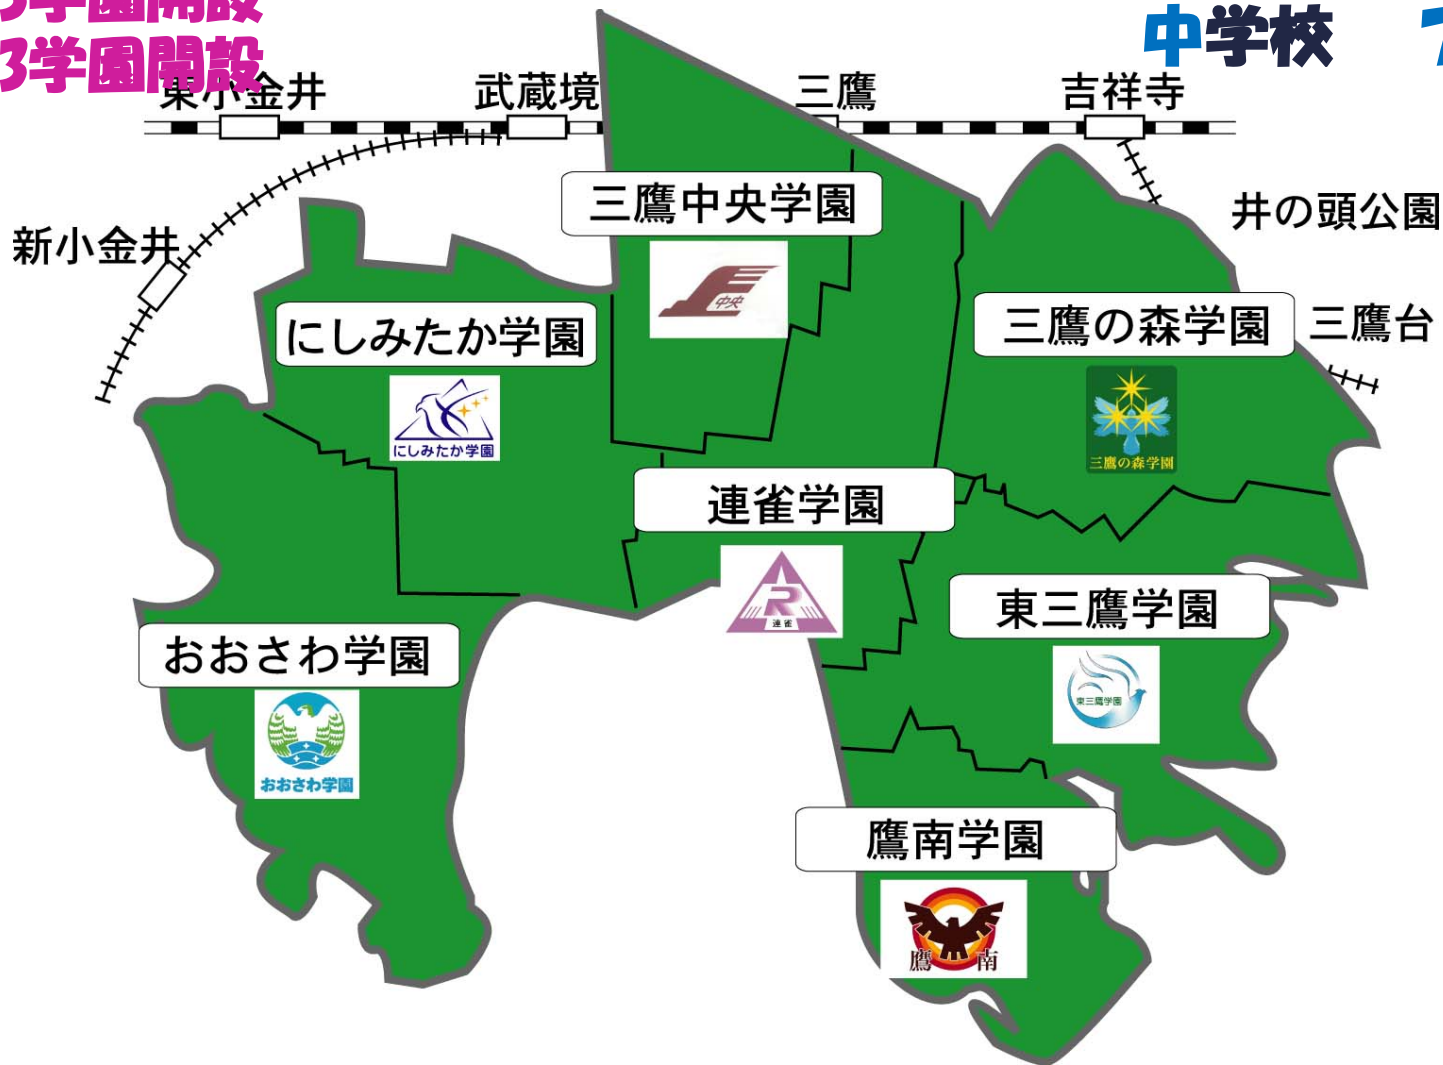 3学園開設
3学園開設
中学校
東小金井
武蔵境
三鷹
吉祥寺
三鷹中央学園
井の頭公園
新小金井
中央
にしみたか学園
三鷹の森学園
三鷹台
にしみたか学園
三鷹の森学園
連雀学園
連雀
東三鷹学園
おおさわ学園
東三鷹学園
おおさわ学園
鷹南学園
鷹南